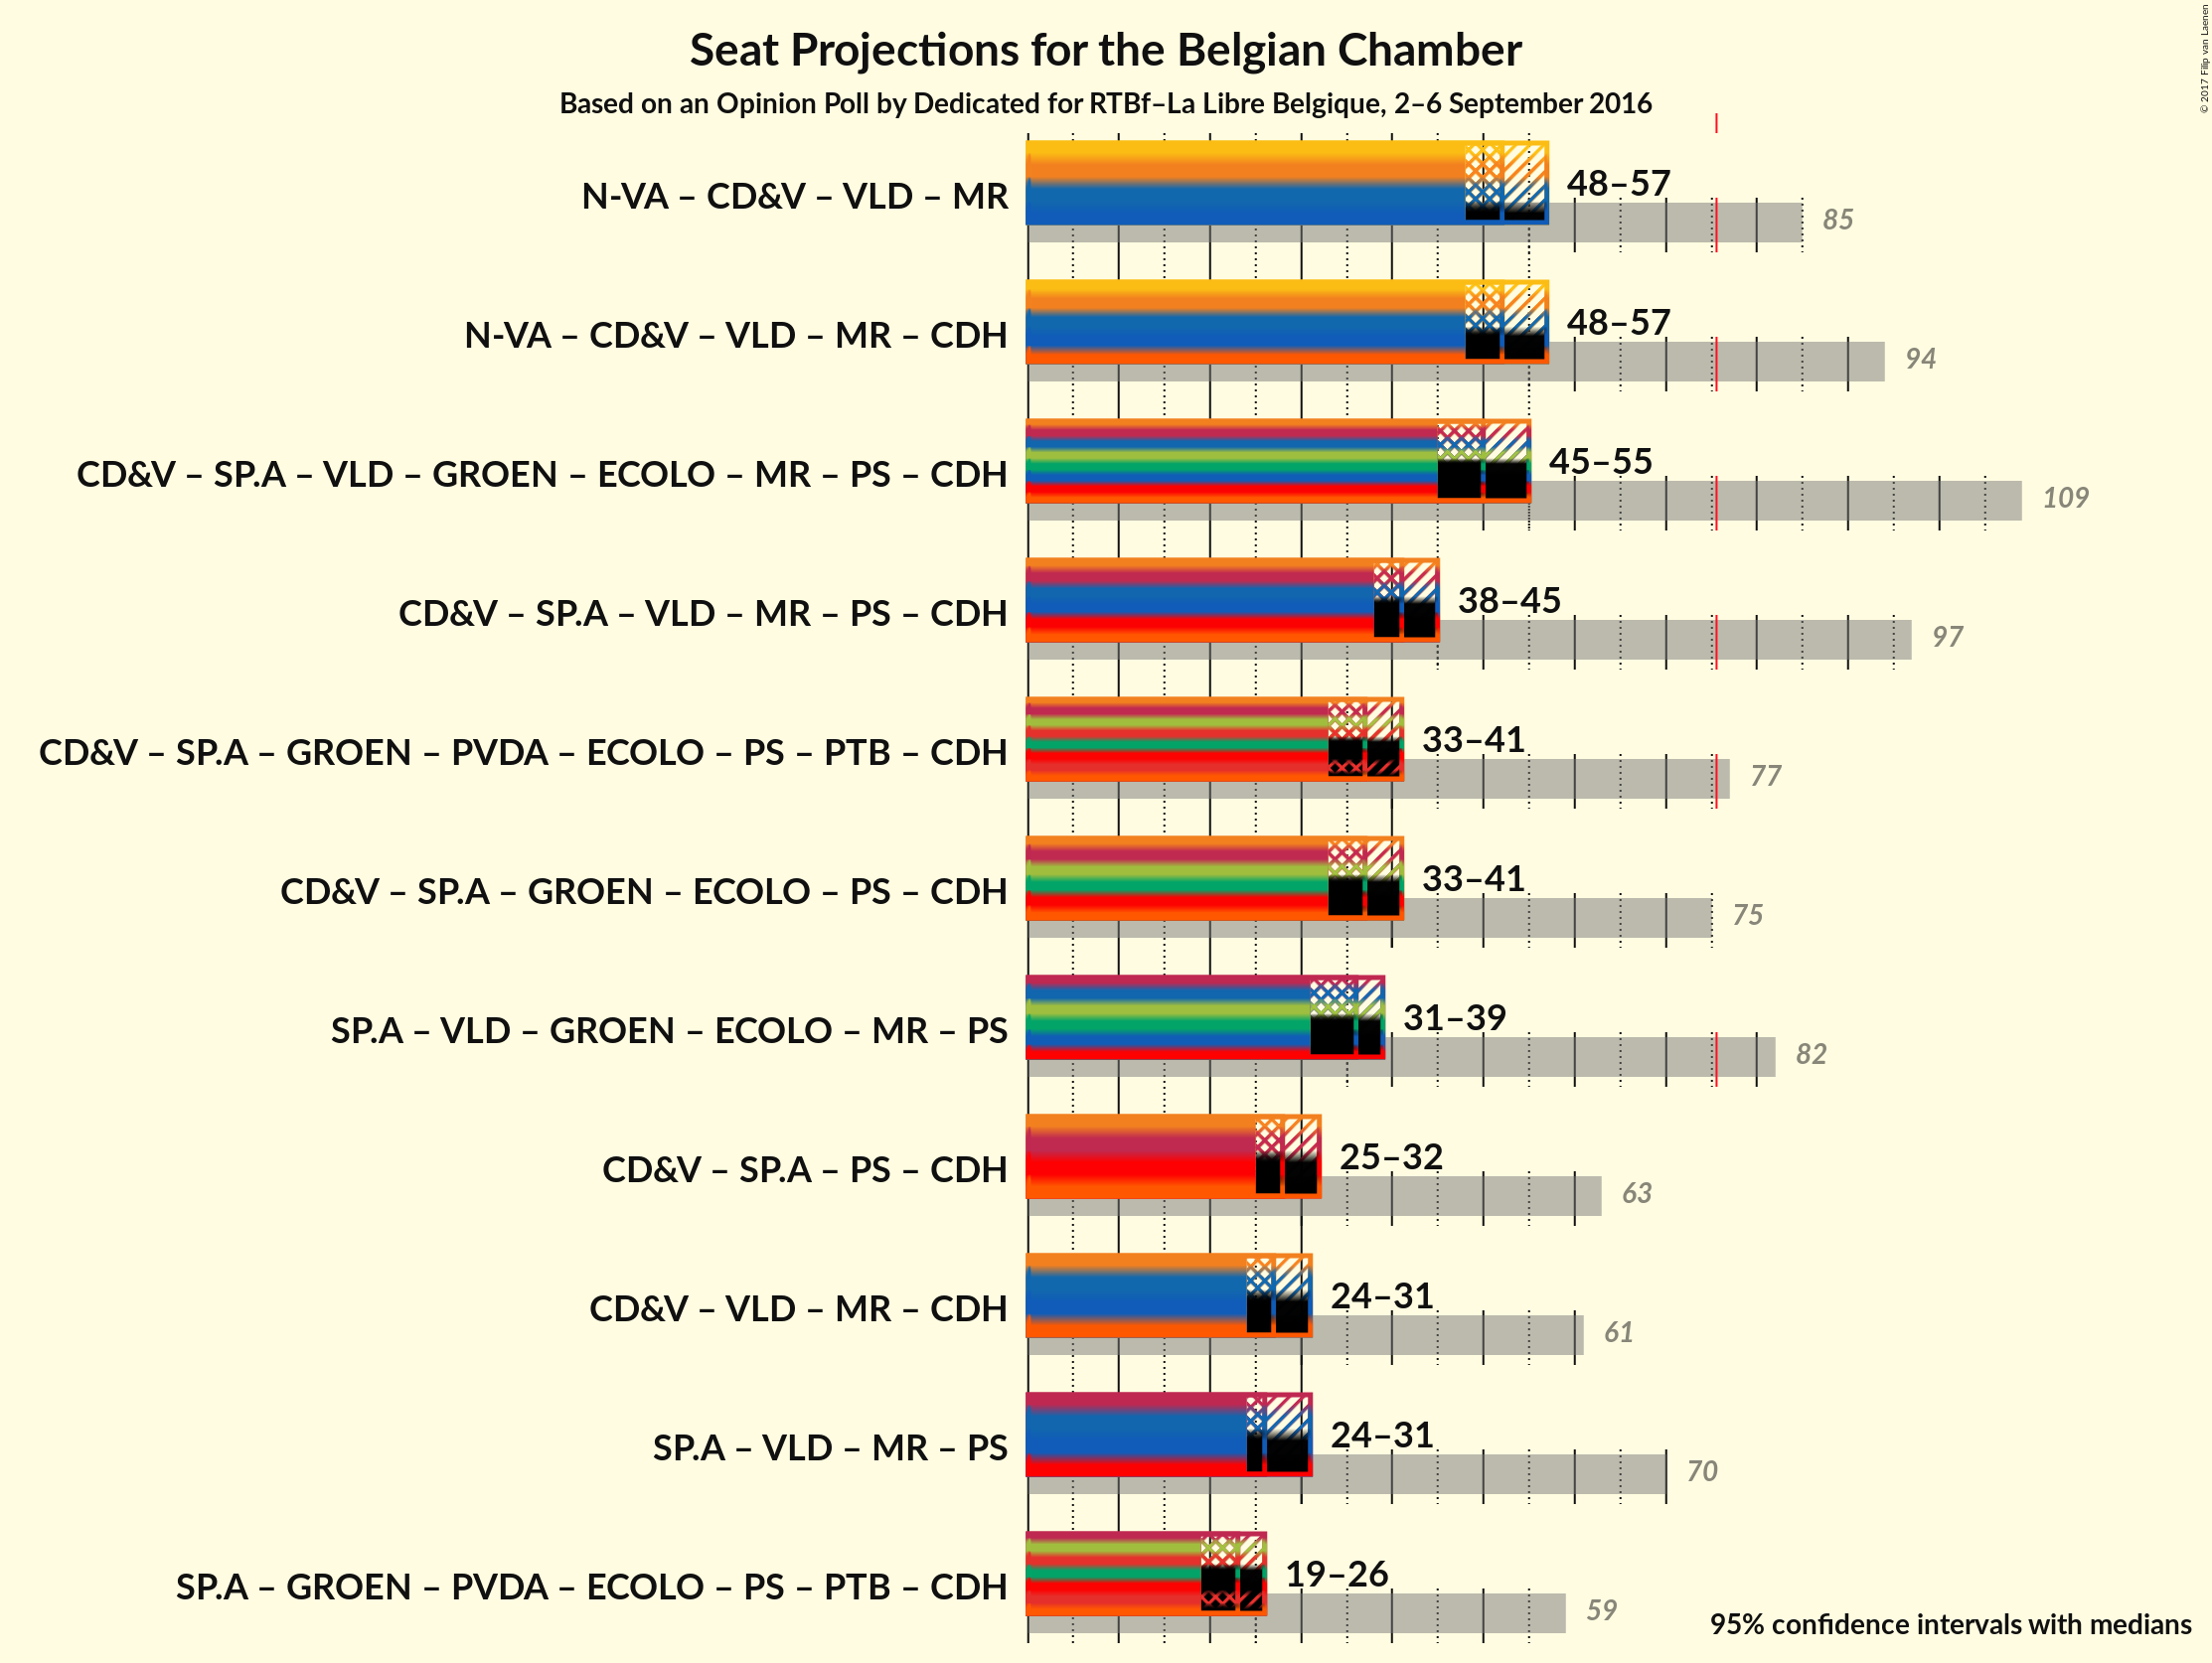 Seat Projections for the Belgian Chamber
Based on an Opinion Poll by Dedicated for RTBf–La Libre Belgique, 2–6 September 2016
© 2017 Filip van Laenen
N-VA – CD&V – VLD – MR
48–57
85
N-VA – CD&V – VLD – MR – CDH
48–57
94
CD&V – SP.A – VLD – GROEN – ECOLO – MR – PS – CDH
45–55
109
CD&V – SP.A – VLD – MR – PS – CDH
38–45
97
CD&V – SP.A – GROEN – PVDA – ECOLO – PS – PTB – CDH
33–41
77
CD&V – SP.A – GROEN – ECOLO – PS – CDH
33–41
75
SP.A – VLD – GROEN – ECOLO – MR – PS
31–39
82
CD&V – SP.A – PS – CDH
25–32
63
CD&V – VLD – MR – CDH
24–31
61
SP.A – VLD – MR – PS
24–31
70
SP.A – GROEN – PVDA – ECOLO – PS – PTB – CDH
19–26
59
95% confidence intervals with medians